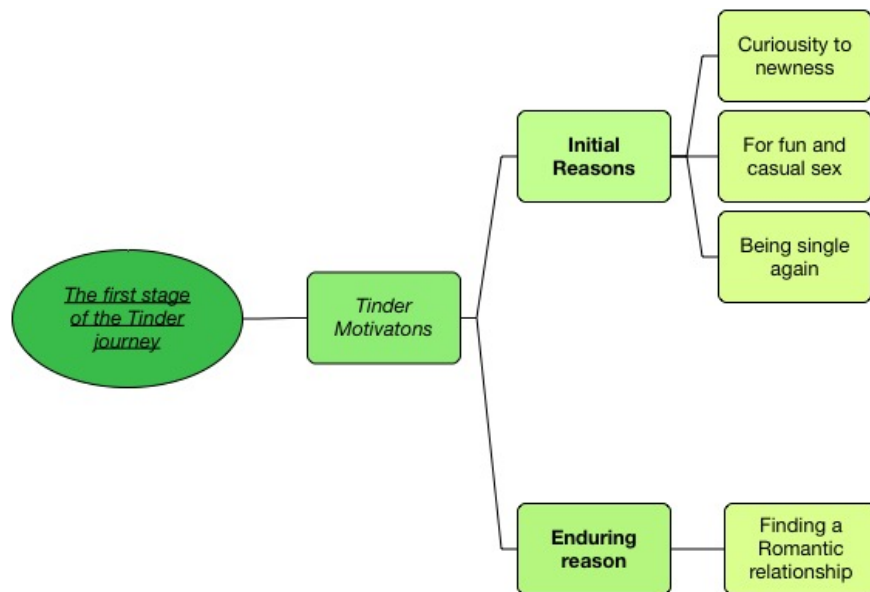 The first stage
of the Tinder
journey
Tinder
Motivatons
Initial
Reasons
Curiousity to
newness
For fun and
casual sex
Being single
again
Enduring
reason
Finding a
Romantic
relationship